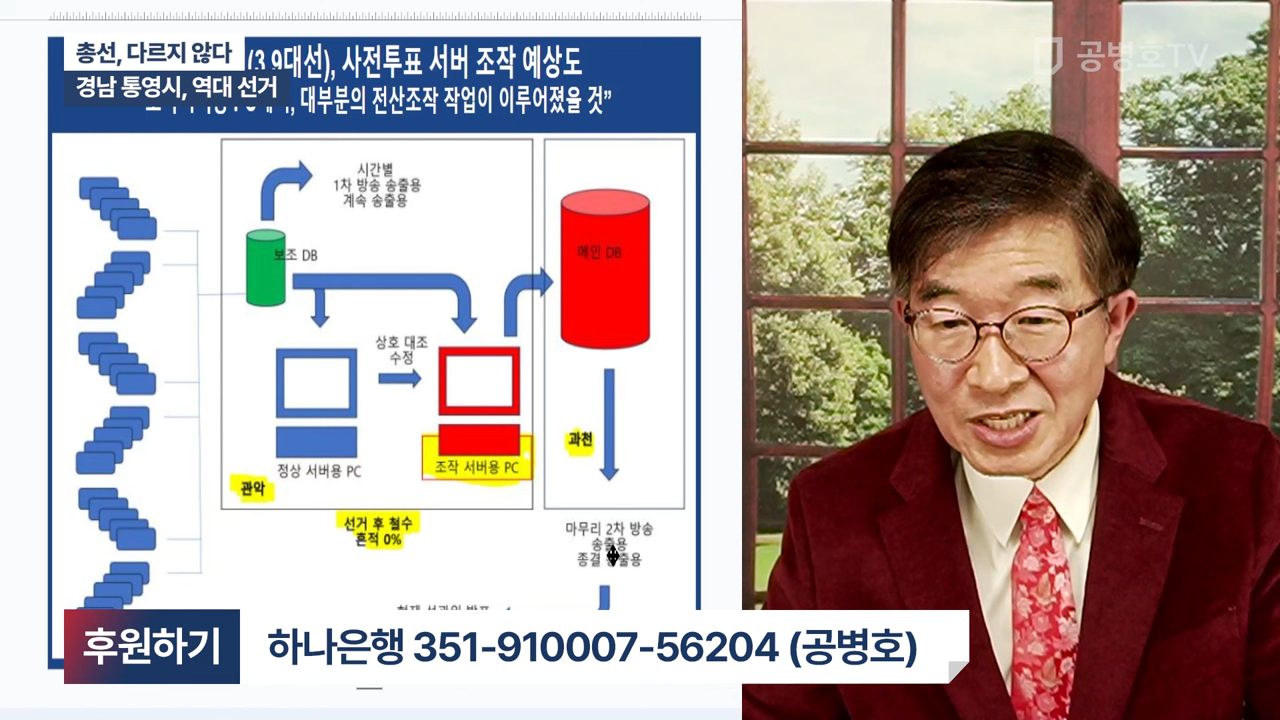 총선, 다르지 않다
경남 통영시, 역대 선거
(3.9대선), 사전투표 서버 조작 예상도
대부분의 전산조작 작업이 이루어졌을 것”
공병호TV
시간별
1차 방송 송출용
계속 송출용
보조 DB
메인 DB
상호 대조
수정
정상 서버용 PC
조작 서버용 PC
과천
관악
선거 후 철수
흔적 0%
마무리 2차 방송
송출용
종결 송출용
후원하기
하나은행 351-910007-56204 (공병호)